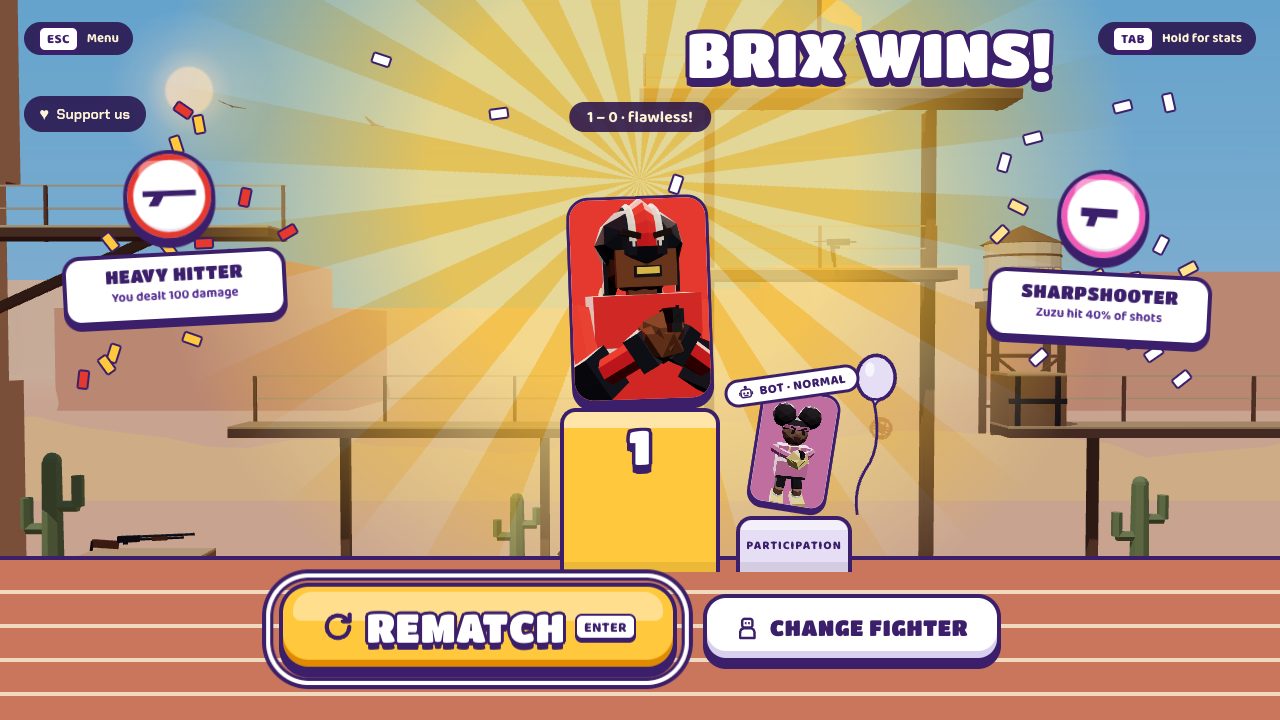 ESC Menu
BRIX WINS!
TAB Hold for stats
♥ Support us
1 – 0 · flawless!
HEAVY HITTER
You dealt 100 damage
SHARPSHOOTER
Zuzu hit 40% of shots
BOT · NORMAL
1
PARTICIPATION
REMATCH ENTER
CHANGE FIGHTER